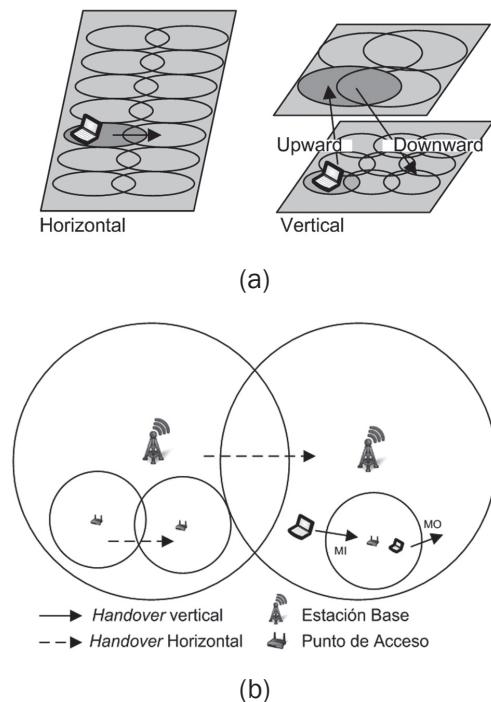 Upward
Downward
Horizontal
Vertical
(a)
MI
MO
Handover vertical
Estación Base
Handover Horizontal
Punto de Acceso
(b)